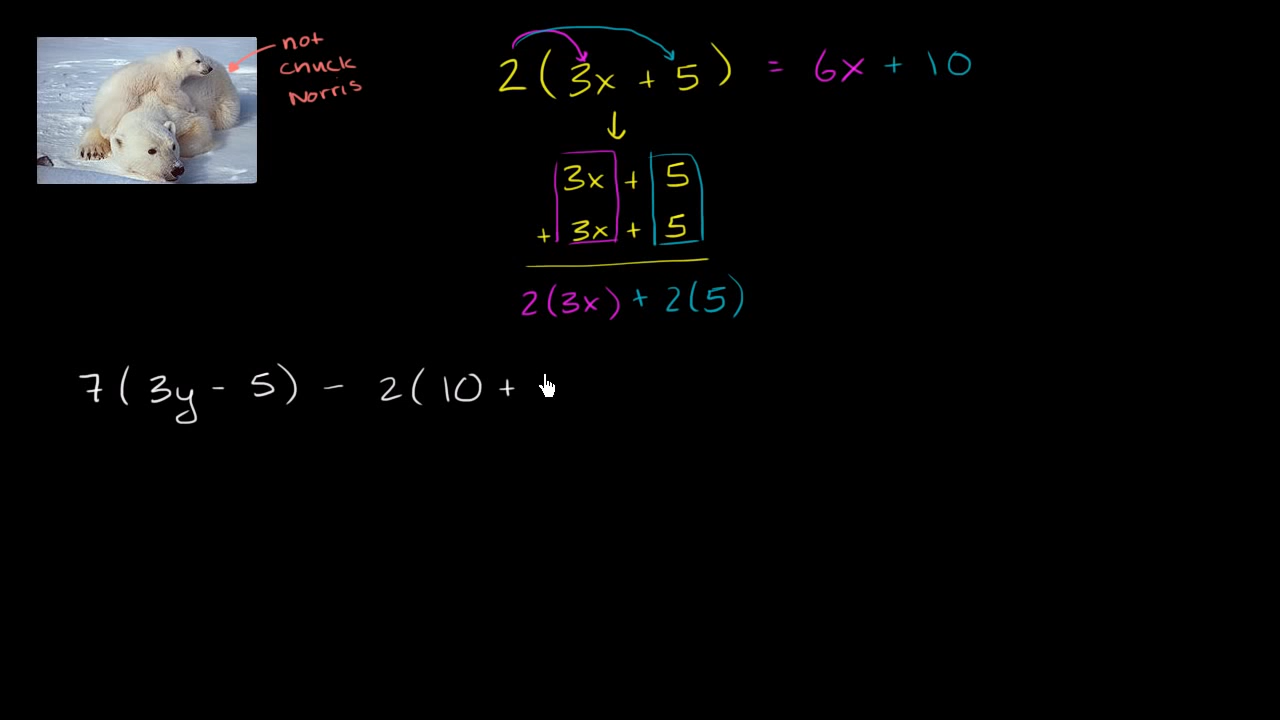 not
chuck
Norris
2(3x + 5) = 6x + 10
3x + 5
+ 3x + 5
2(3x) + 2(5)
7(3y - 5) - 2(10 +